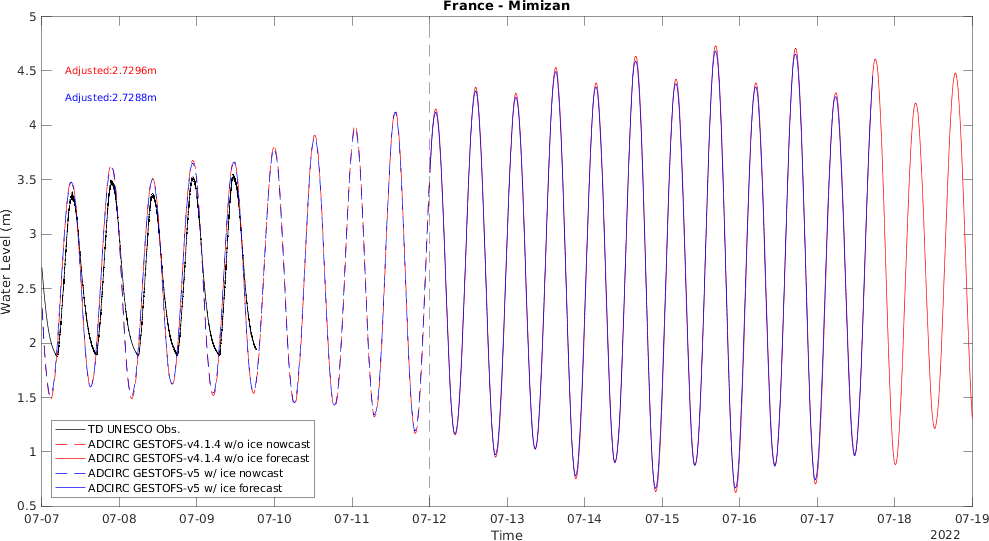 France - Mimizan
Adjusted:2.7296m
Adjusted:2.7288m
Water Level (m)
5
4.5
4
3.5
3
2.5
2
1.5
1
0.5
TD UNESCO Obs.
ADCIRC GESTOFS-v4.1.4 w/o ice nowcast
ADCIRC GESTOFS-v4.1.4 w/o ice forecast
ADCIRC GESTOFS-v5 w/ ice nowcast
ADCIRC GESTOFS-v5 w/ ice forecast
07-07 07-08 07-09 07-10 07-11 07-12 07-13 07-14 07-15 07-16 07-17 07-18 07-19
Time
2022